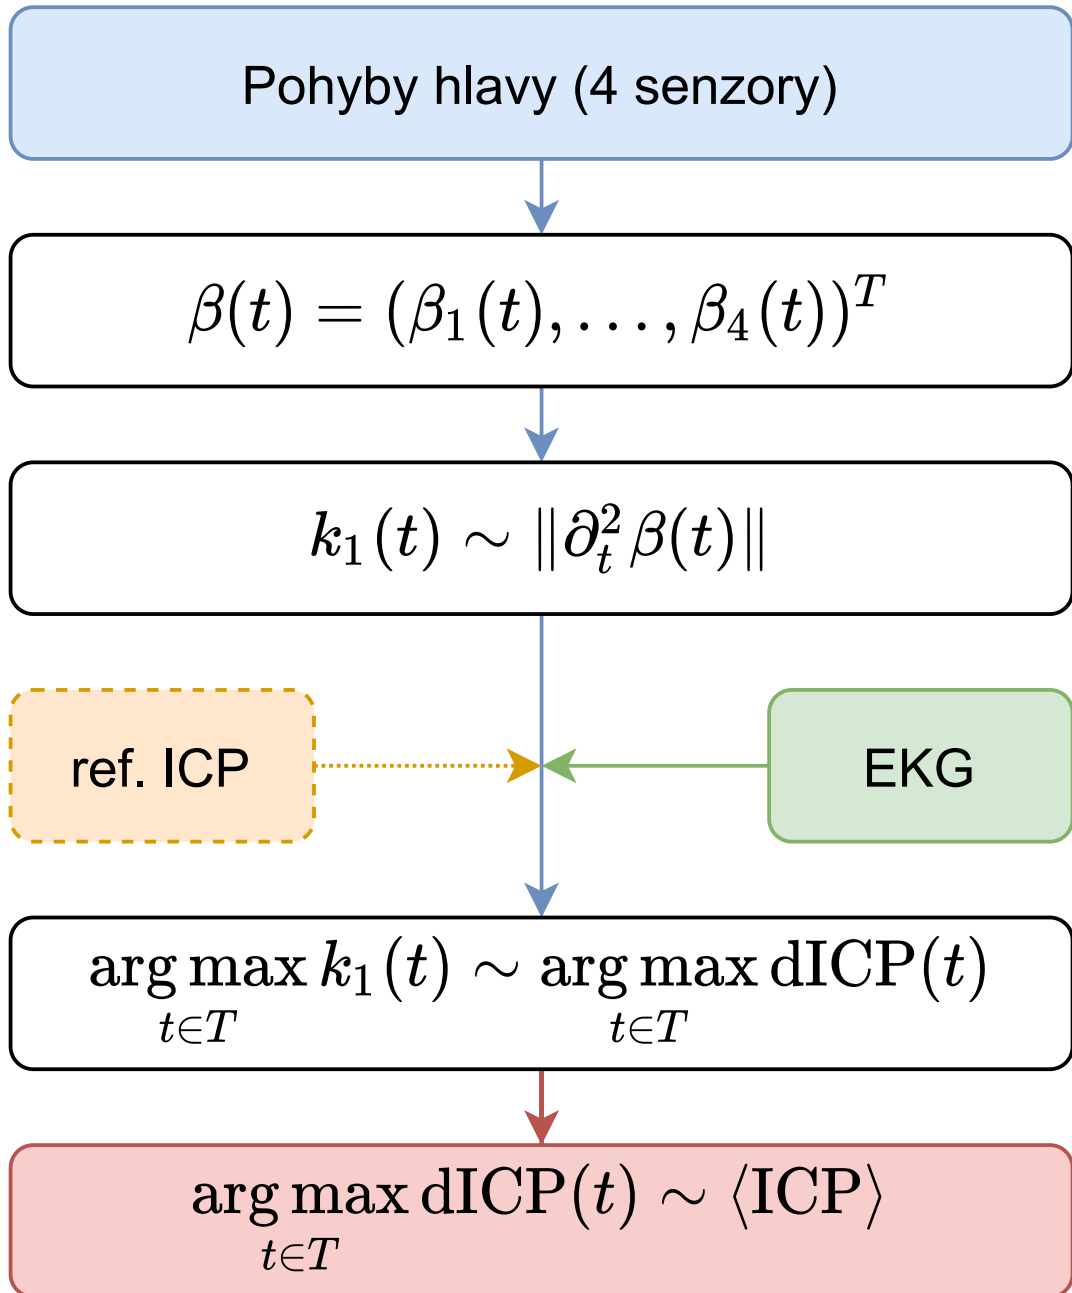 Pohyby hlavy (4 senzory)
β(t) = (β₁(t), . . . , β₄(t))ᵀ
k₁(t) ∼ ‖∂ₜ²β(t)‖
ref. ICP
EKG
arg max k₁(t) ∼ arg max dICP(t)
t∈T t∈T
arg max dICP(t) ∼ ⟨ICP⟩
t∈T